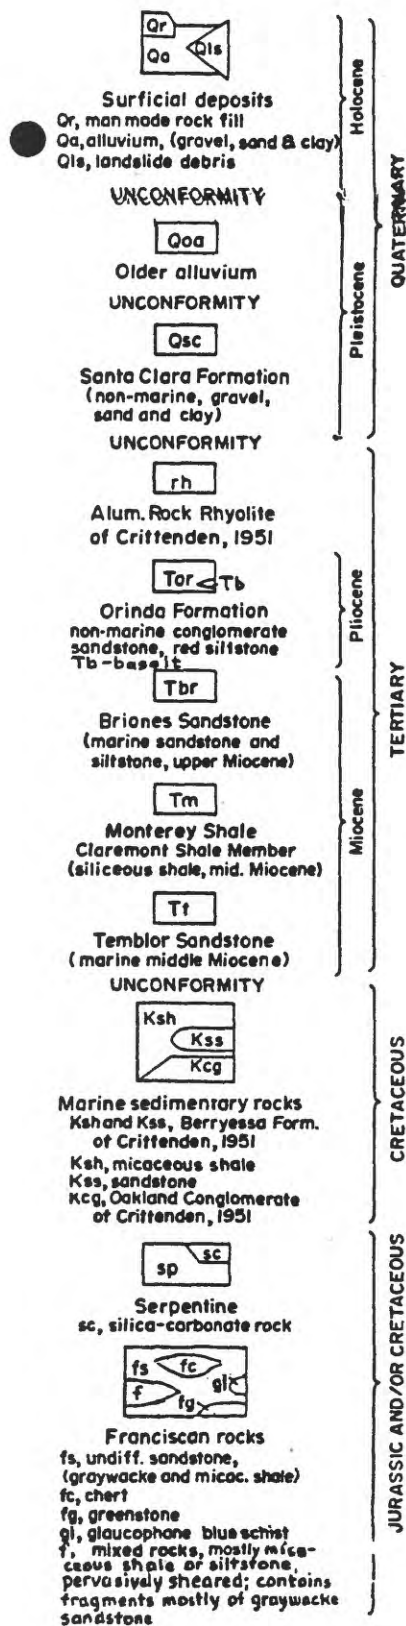 Qr
Qa
Qls
Surficial deposits
Qr, man made rock fill
Qa, alluvium, (gravel, sand & clay)
Qls, landslide debris
UNCONFORMITY
Qoa
Older alluvium
UNCONFORMITY
Qsc
Santa Clara Formation
(non-marine, gravel,
sand and clay)
UNCONFORMITY
rh
Alum. Rock Rhyolite
of Crittenden, 1951
Tor Tb
Orinda Formation
non-marine conglomerate
sandstone, red siltstone
Tb-basalt
Tbr
Briones Sandstone
(marine sandstone and
siltstone, upper Miocene)
Tm
Monterey Shale
Claremont Shale Member
(siliceous shale, mid. Miocene)
Tt
Temblor Sandstone
(marine middle Miocene)
UNCONFORMITY
Ksh
Kss
Kcg
Marine sedimentary rocks
Ksh and Kss, Berryessa Form.
of Crittenden, 1951
Ksh, micaceous shale
Kss, sandstone
Kcg, Oakland Conglomerate
of Crittenden, 1951
sp
sc
Serpentine
sc, silica-carbonate rock
fs
fc
f
gl
fg
Franciscan rocks
fs, undiff. sandstone,
(graywacke and micac. shale)
fc, chert
fg, greenstone
gl, glaucophane blue schist
f, mixed rocks, mostly mica-
ceous shale or siltstone,
pervasively sheared; contains
fragments mostly of graywacke
sandstone
Holocene
Pleistocene
Pliocene
Miocene
QUATERNARY
TERTIARY
CRETACEOUS
JURASSIC AND/OR CRETACEOUS